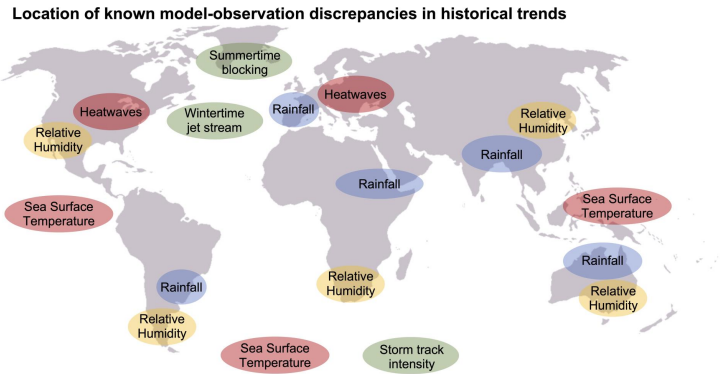 Location of known model-observation discrepancies in historical trends
Summertime
blocking
Heatwaves
Heatwaves
Rainfall
Wintertime
jet stream
Relative
Humidity
Relative
Humidity
Rainfall
Rainfall
Sea Surface
Temperature
Sea Surface
Temperature
Rainfall
Rainfall
Relative
Humidity
Relative
Humidity
Relative
Humidity
Sea Surface
Temperature
Storm track
intensity